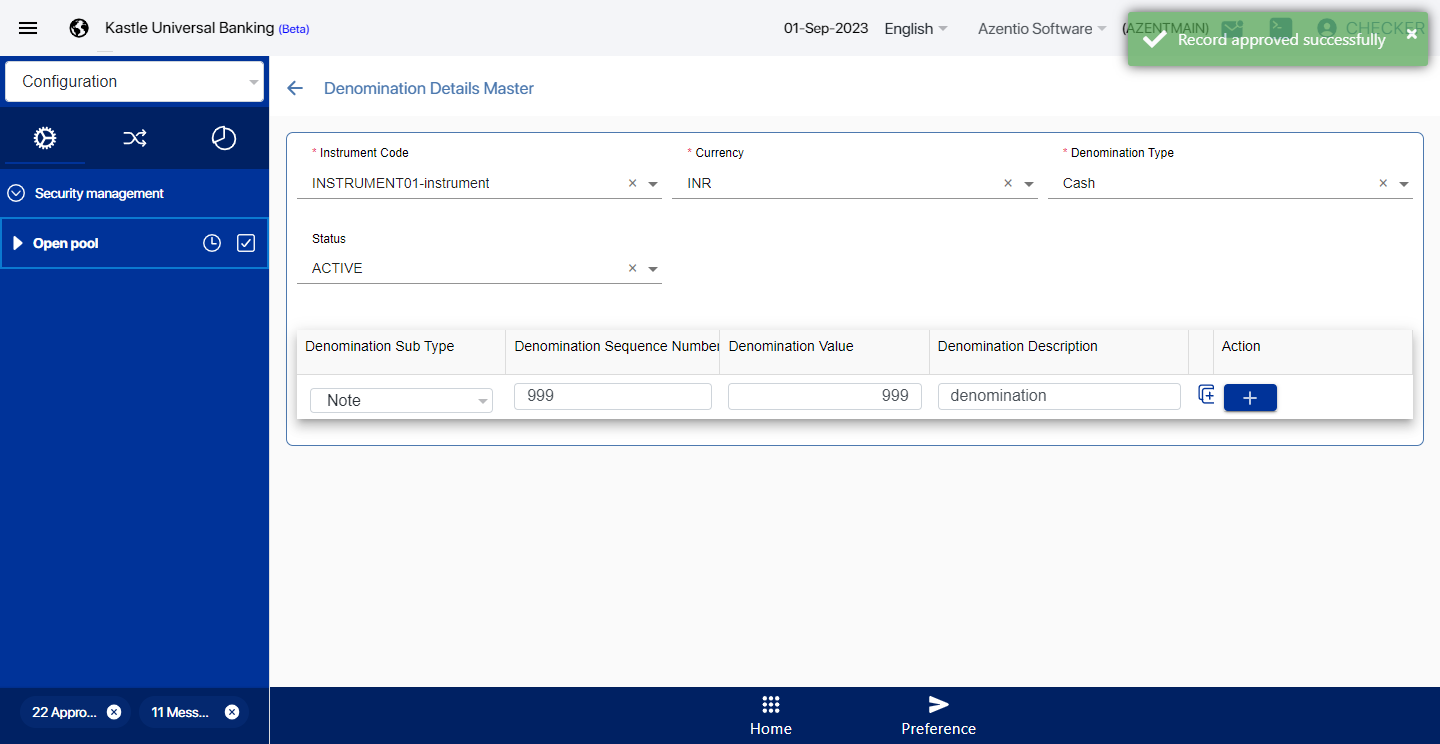 Kastle Universal Banking (Beta)
01-Sep-2023
English
Azentio Software
(AZENTMAIN)
CHECKER
Record approved successfully
Configuration
Denomination Details Master
Security management
Open pool
* Instrument Code
* Currency
* Denomination Type
INSTRUMENT01-instrument
INR
Cash
Status
ACTIVE
Denomination Sub Type
Denomination Sequence Number
Denomination Value
Denomination Description
Action
Note
999
999
denomination
22 Appro...
11 Mess...
Home
Preference